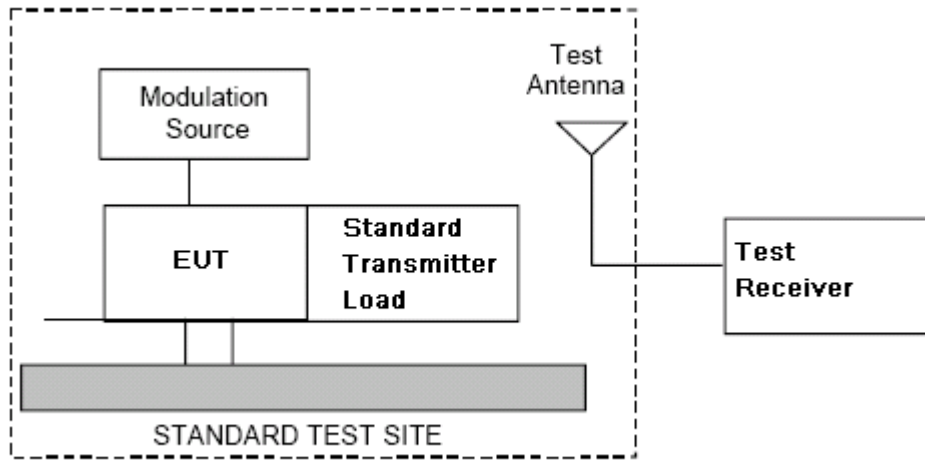 Modulation
Source
Test
Antenna
EUT
Standard
Transmitter
Load
Test
Receiver
STANDARD TEST SITE